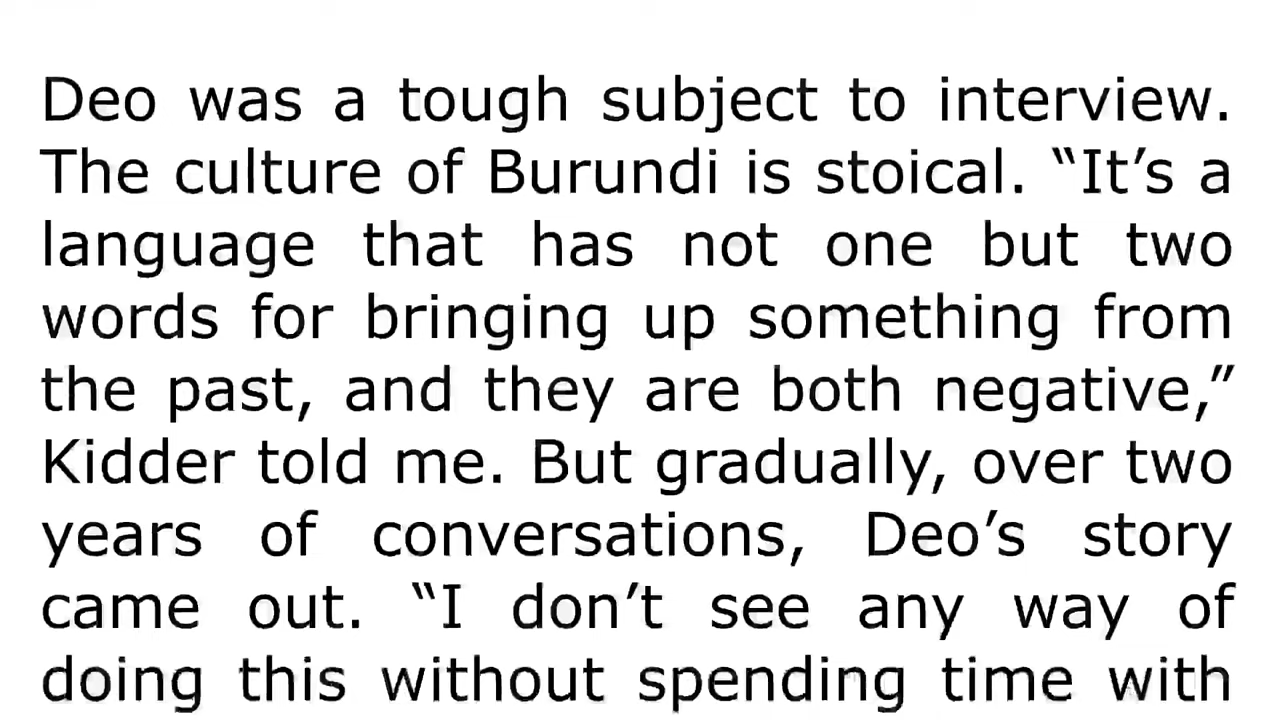 Deo was a tough subject to interview.
The culture of Burundi is stoical. “It’s a
language that has not one but two
words for bringing up something from
the past, and they are both negative,”
Kidder told me. But gradually, over two
years of conversations, Deo’s story
came out. “I don’t see any way of
doing this without spending time with